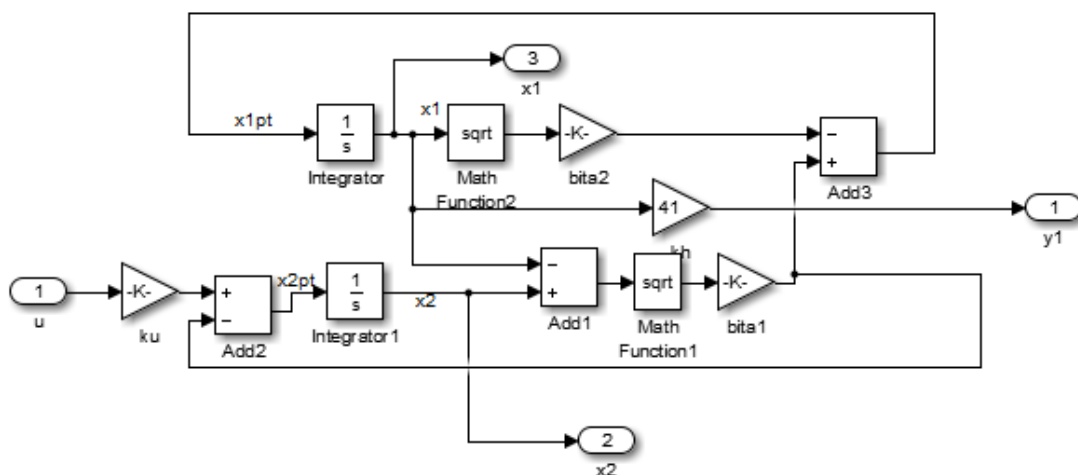 3
x1
x1pt
1
s
Integrator
x1
sqrt
Math
Function2
-K-
bita2
−
+
Add3
41
kh
1
y1
1
u
-K-
ku
+
−
Add2
x2pt
1
s
Integrator1
x2
−
+
Add1
sqrt
Math
Function1
-K-
bita1
2
x2